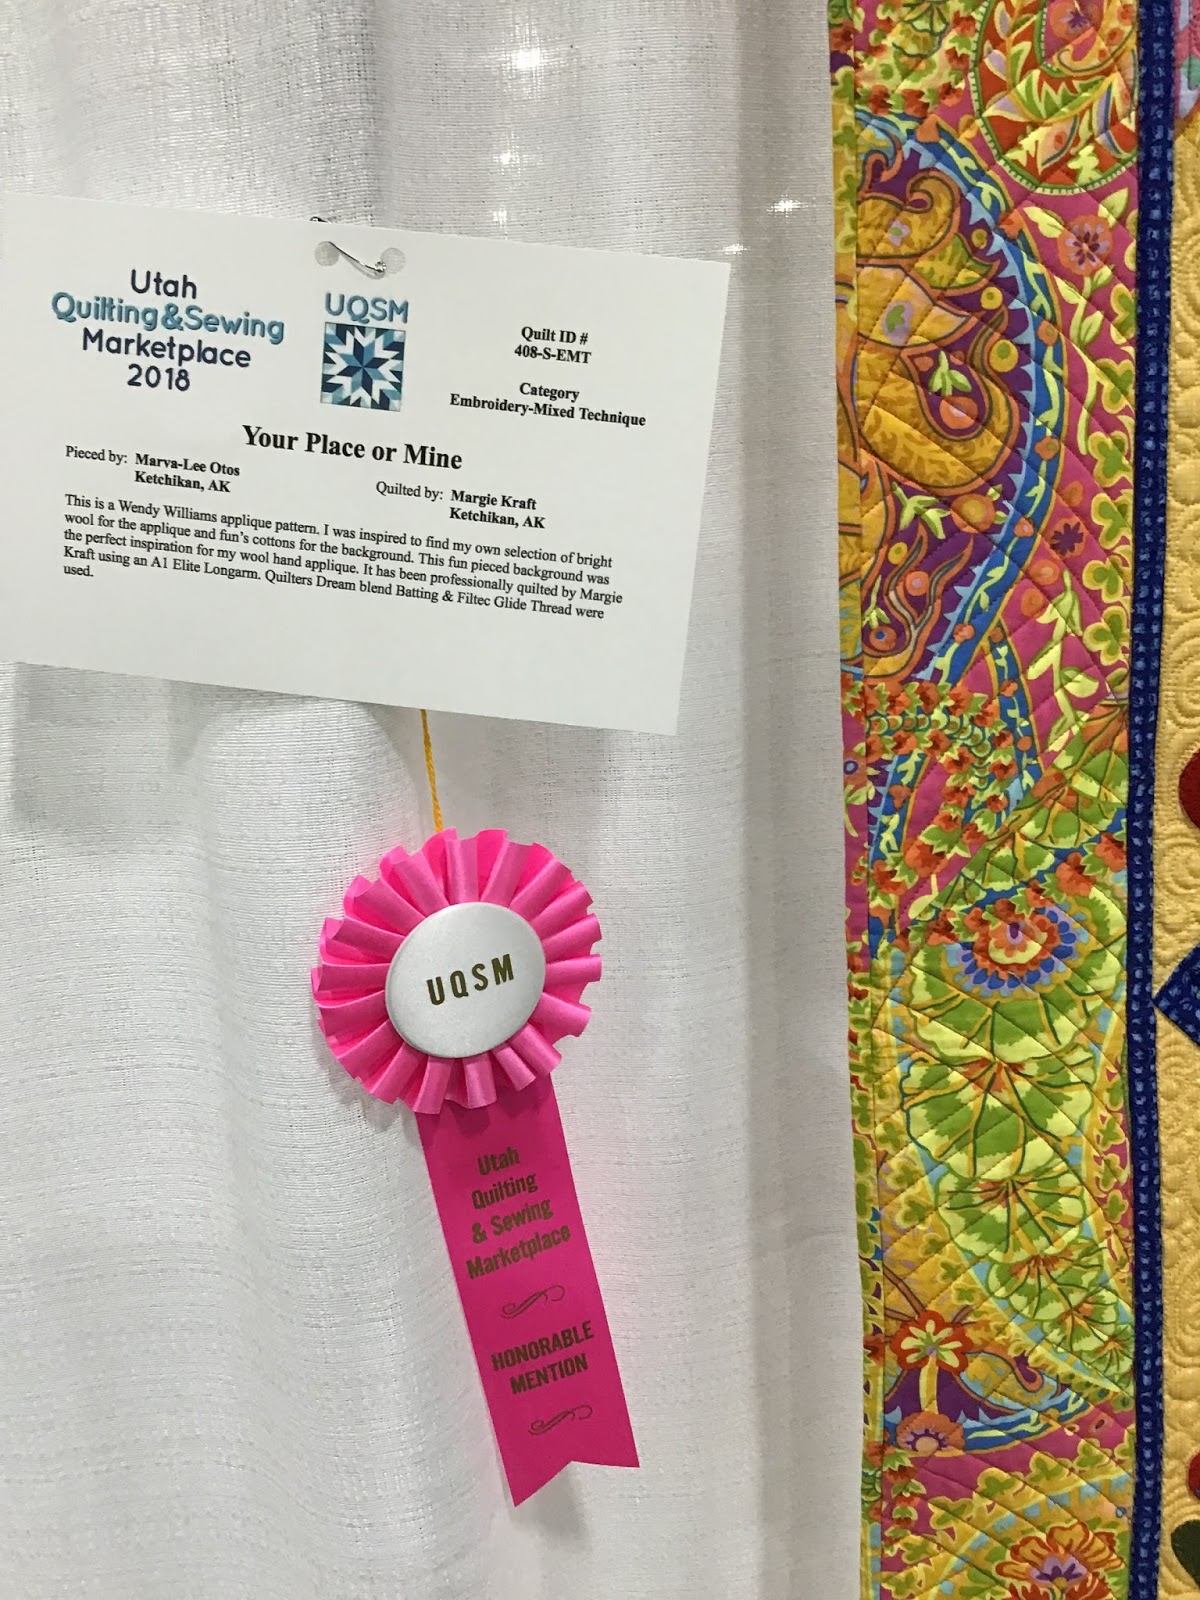 Utah
Quilting&Sewing
Marketplace
2018
UQSM
Quilt ID #
408-S-EMT
Category
Embroidery-Mixed Technique
Your Place or Mine
Pieced by: Marva-Lee Otos
Ketchikan, AK
Quilted by: Margie Kraft
Ketchikan, AK
This is a Wendy Williams applique pattern. I was inspired to find my own selection of bright
wool for the applique and fun's cottons for the background. This fun pieced background was
the perfect inspiration for my wool hand applique. It has been professionally quilted by Margie
Kraft using an A1 Elite Longarm. Quilters Dream blend Batting & Filtec Glide Thread were
used.
UQSM
Utah
Quilting
& Sewing
Marketplace
HONORABLE
MENTION